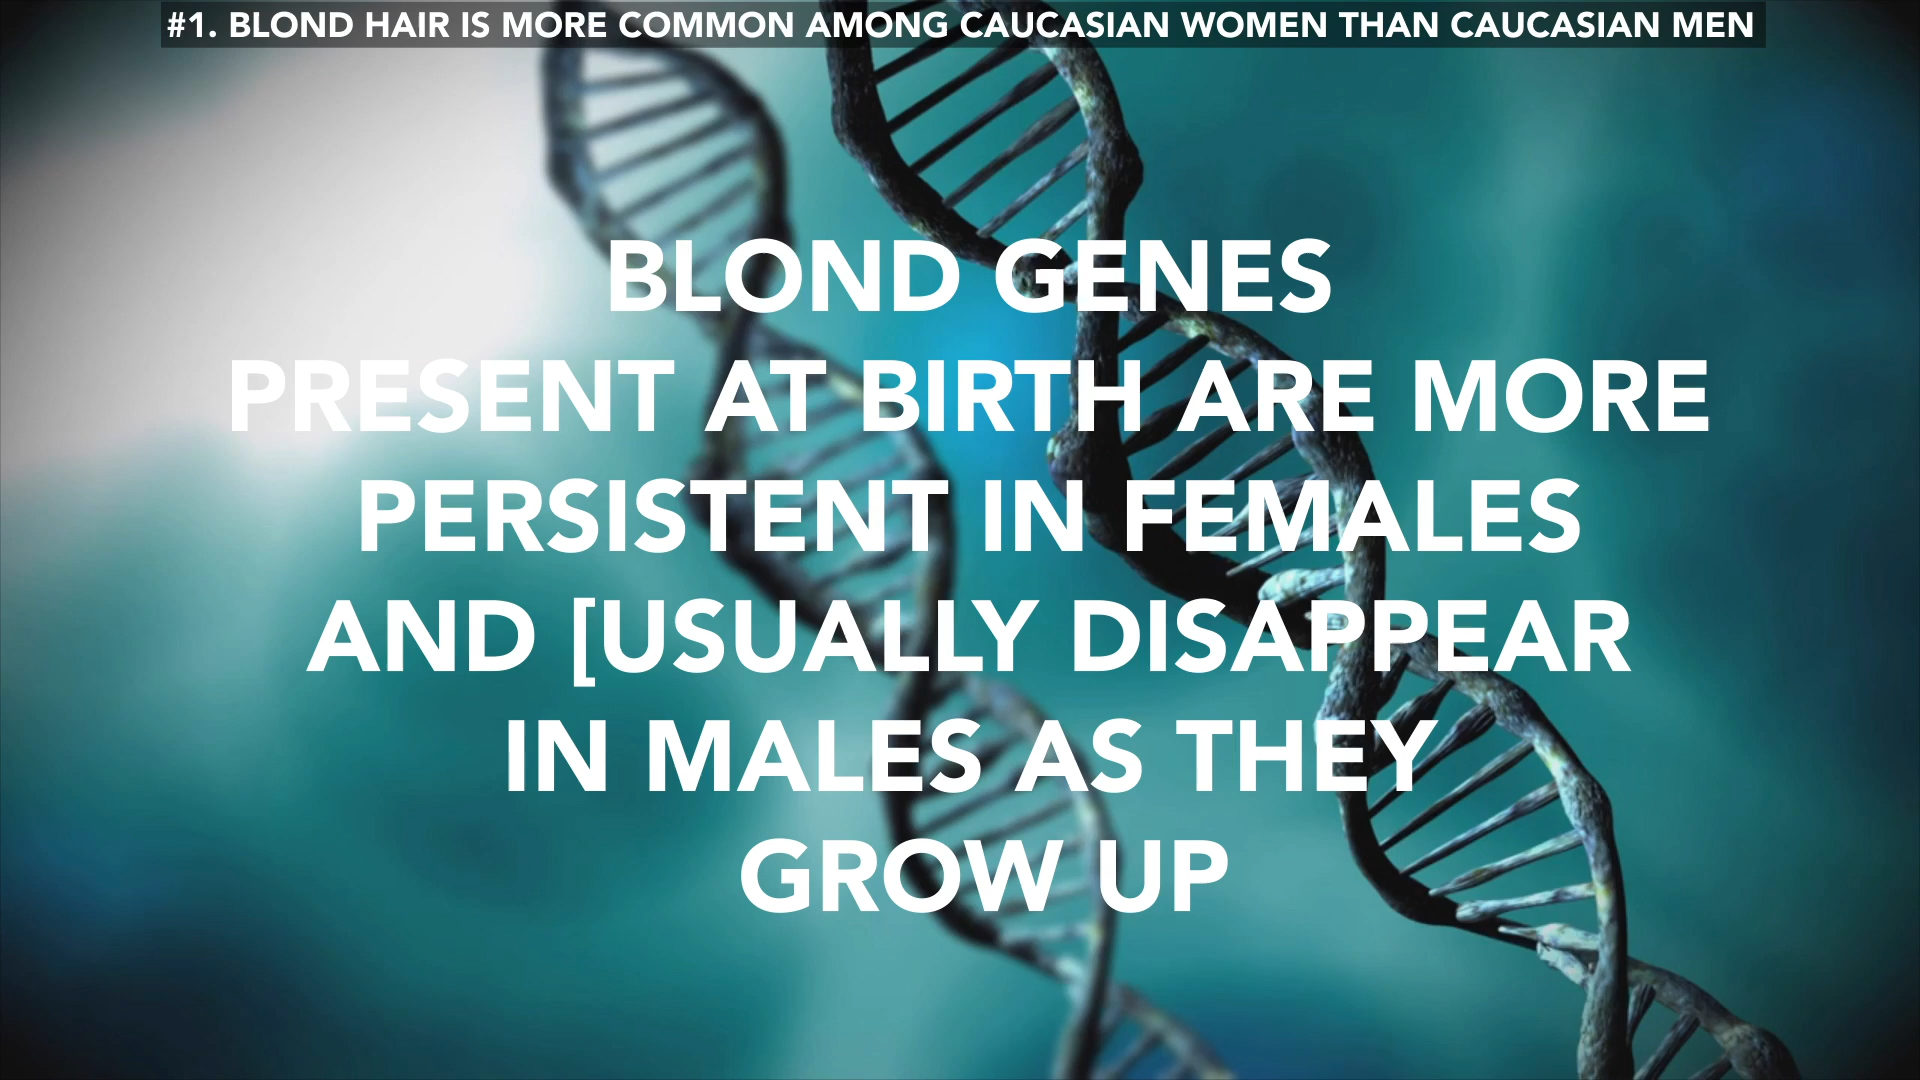 #1. BLOND HAIR IS MORE COMMON AMONG CAUCASIAN WOMEN THAN CAUCASIAN MEN
BLOND GENES
PRESENT AT BIRTH ARE MORE
PERSISTENT IN FEMALES
AND [USUALLY DISAPPEAR
IN MALES AS THEY
GROW UP